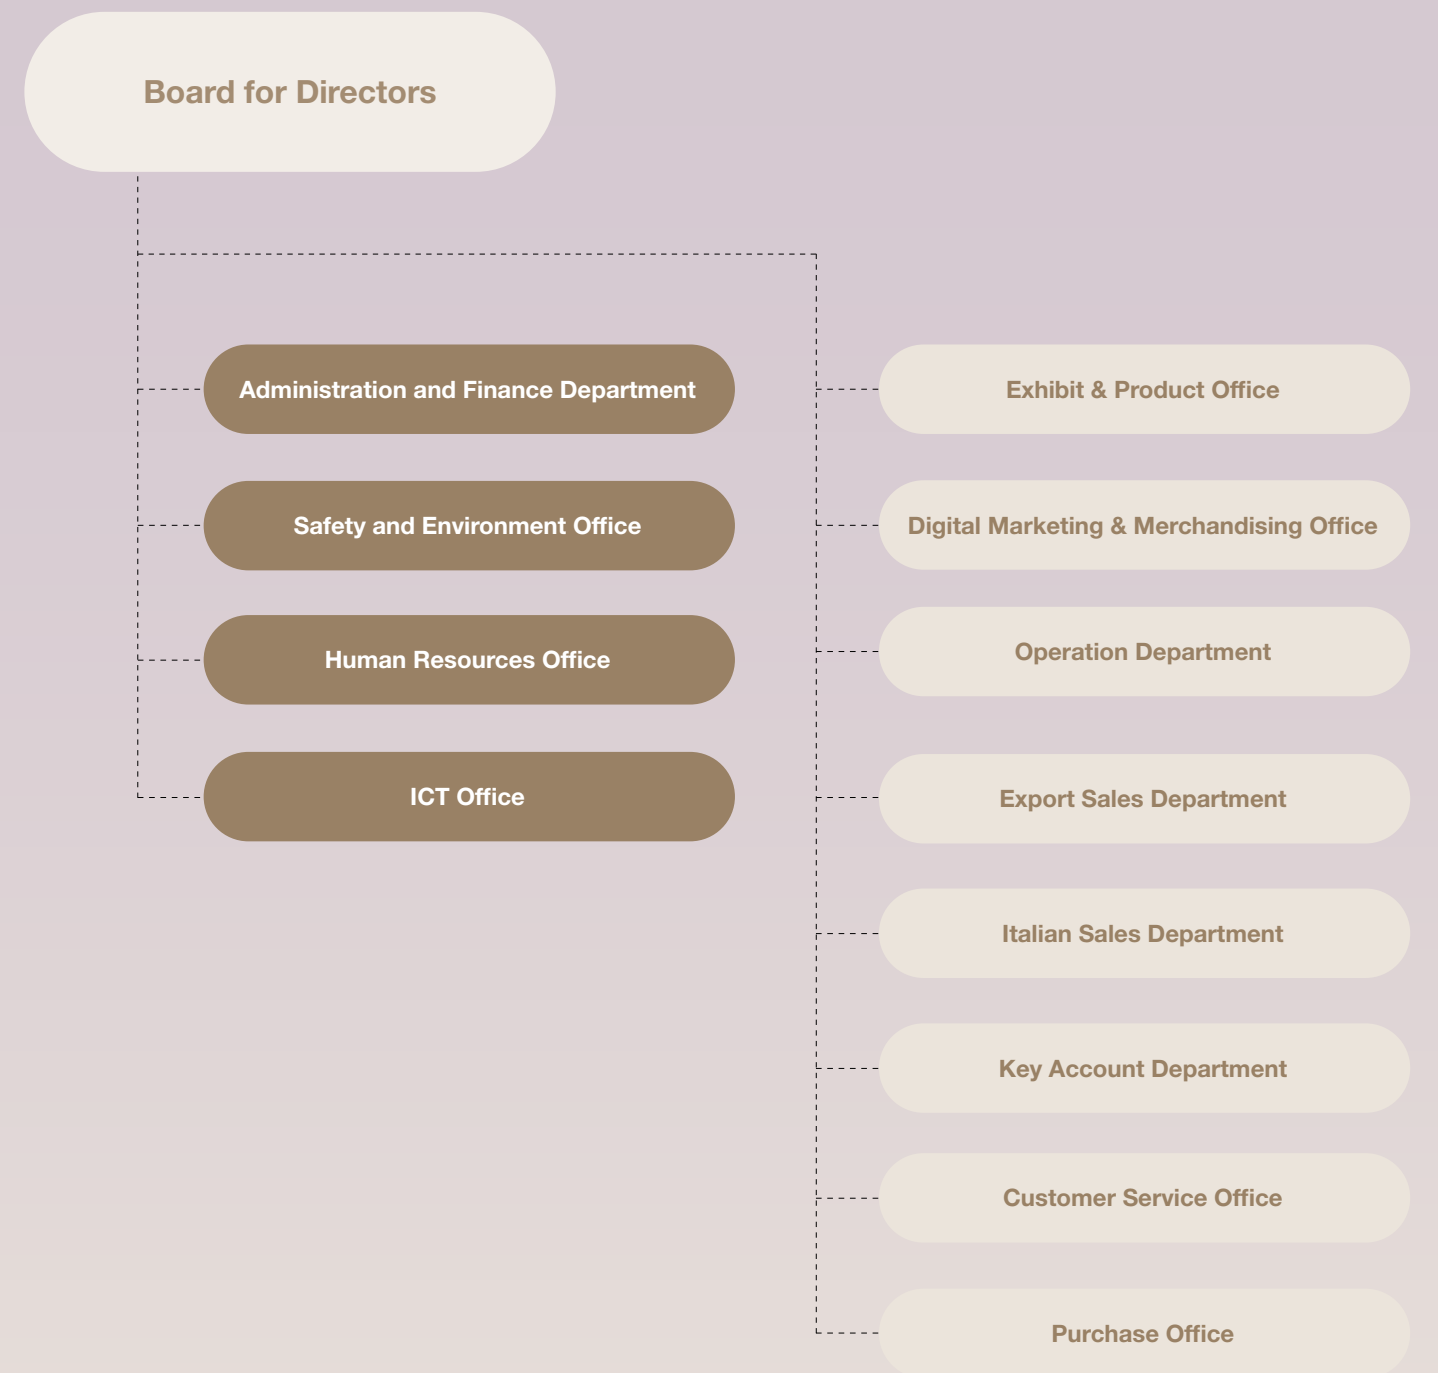 Board for Directors
Administration and Finance Department
Safety and Environment Office
Human Resources Office
ICT Office
Exhibit & Product Office
Digital Marketing & Merchandising Office
Operation Department
Export Sales Department
Italian Sales Department
Key Account Department
Customer Service Office
Purchase Office